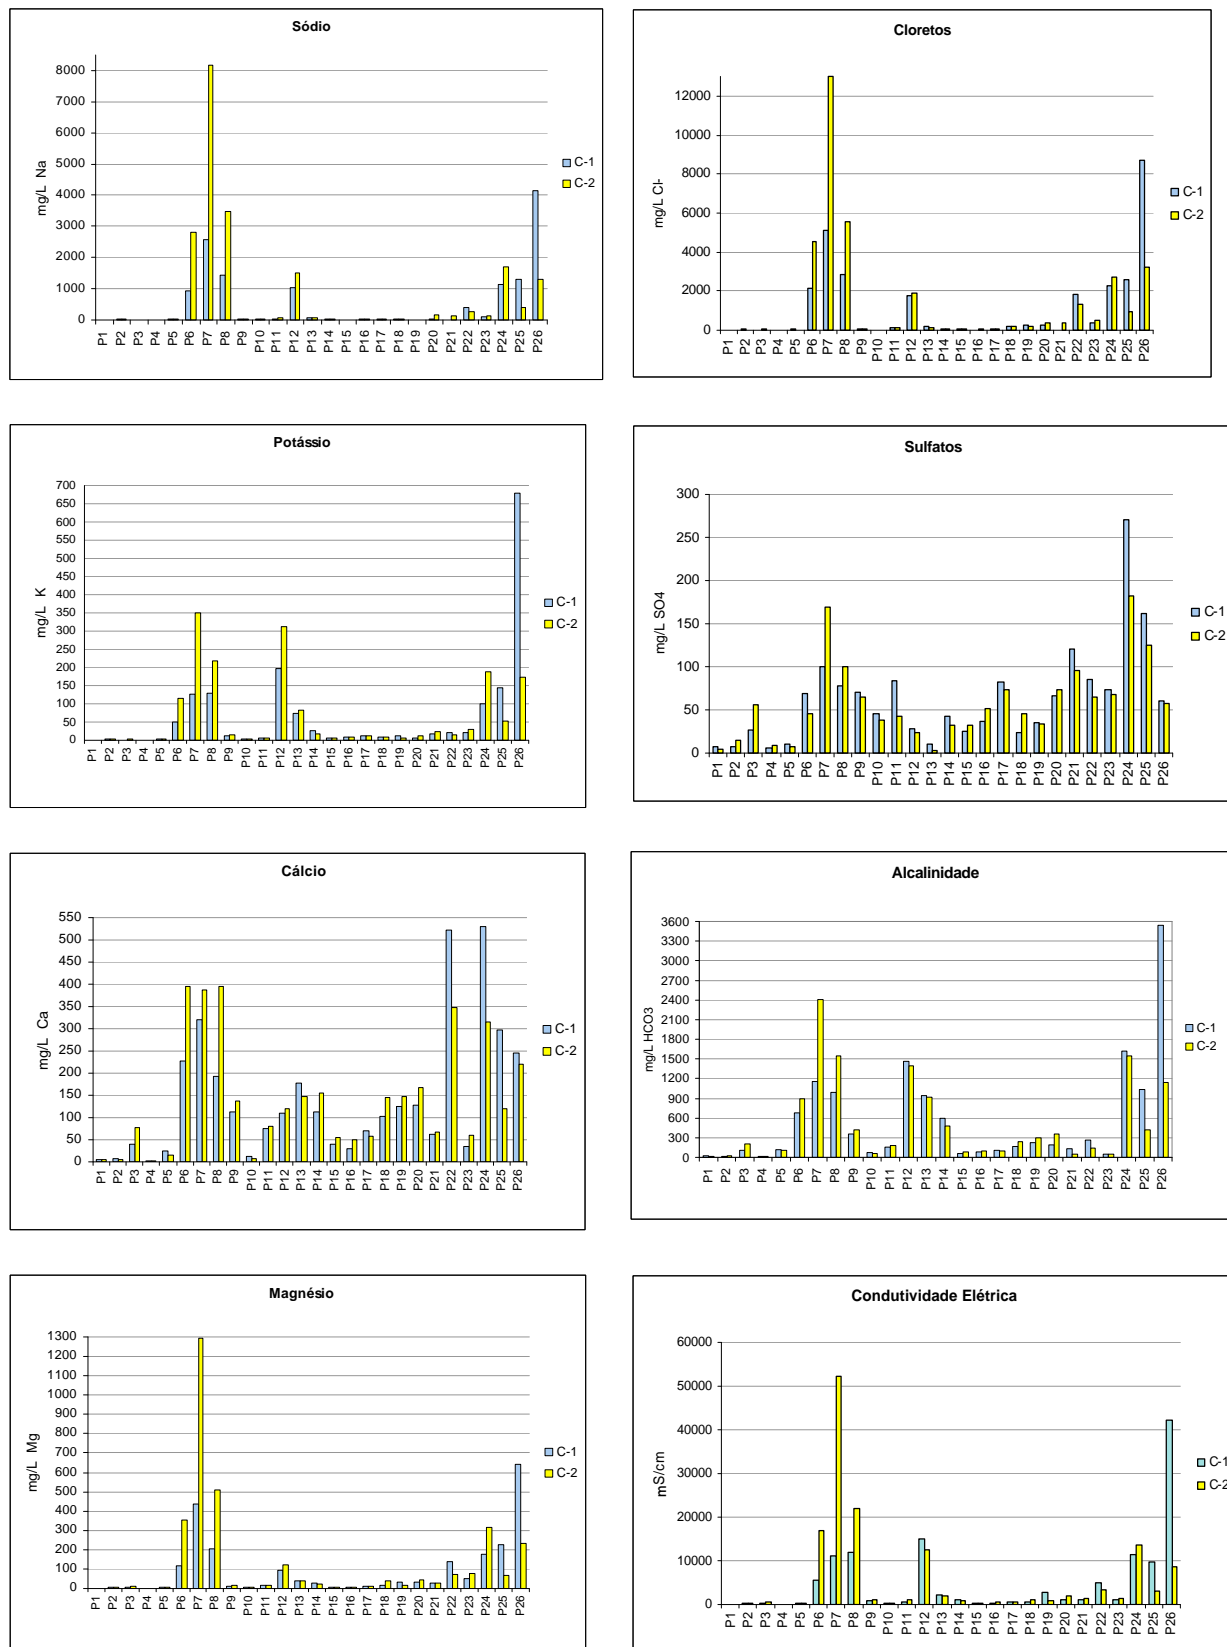 Sódio
mg/L Na
8000
7000
6000
5000
4000
3000
2000
1000
0
P1 P2 P3 P4 P5 P6 P7 P8 P9 P10 P11 P12 P13 P14 P15 P16 P17 P18 P19 P20 P21 P22 P23 P24 P25 P26
C-1
C-2
Cloretos
mg/L Cl-
12000
10000
8000
6000
4000
2000
0
P1 P2 P3 P4 P5 P6 P7 P8 P9 P10 P11 P12 P13 P14 P15 P16 P17 P18 P19 P20 P21 P22 P23 P24 P25 P26
C-1
C-2
Potássio
mg/L K
700
650
600
550
500
450
400
350
300
250
200
150
100
50
0
P1 P2 P3 P4 P5 P6 P7 P8 P9 P10 P11 P12 P13 P14 P15 P16 P17 P18 P19 P20 P21 P22 P23 P24 P25 P26
C-1
C-2
Sulfatos
mg/L SO4
300
250
200
150
100
50
0
P1 P2 P3 P4 P5 P6 P7 P8 P9 P10 P11 P12 P13 P14 P15 P16 P17 P18 P19 P20 P21 P22 P23 P24 P25 P26
C-1
C-2
Cálcio
mg/L Ca
550
500
450
400
350
300
250
200
150
100
50
0
P1 P2 P3 P4 P5 P6 P7 P8 P9 P10 P11 P12 P13 P14 P15 P16 P17 P18 P19 P20 P21 P22 P23 P24 P25 P26
C-1
C-2
Alcalinidade
mg/L HCO3
3600
3300
3000
2700
2400
2100
1800
1500
1200
900
600
300
0
P1 P2 P3 P4 P5 P6 P7 P8 P9 P10 P11 P12 P13 P14 P15 P16 P17 P18 P19 P20 P21 P22 P23 P24 P25 P26
C-1
C-2
Magnésio
mg/L Mg
1300
1200
1100
1000
900
800
700
600
500
400
300
200
100
0
P1 P2 P3 P4 P5 P6 P7 P8 P9 P10 P11 P12 P13 P14 P15 P16 P17 P18 P19 P20 P21 P22 P23 P24 P25 P26
C-1
C-2
Condutividade Elétrica
mS/cm
60000
50000
40000
30000
20000
10000
0
P1 P2 P3 P4 P5 P6 P7 P8 P9 P10 P11 P12 P13 P14 P15 P16 P17 P18 P19 P20 P21 P22 P23 P24 P25 P26
C-1
C-2